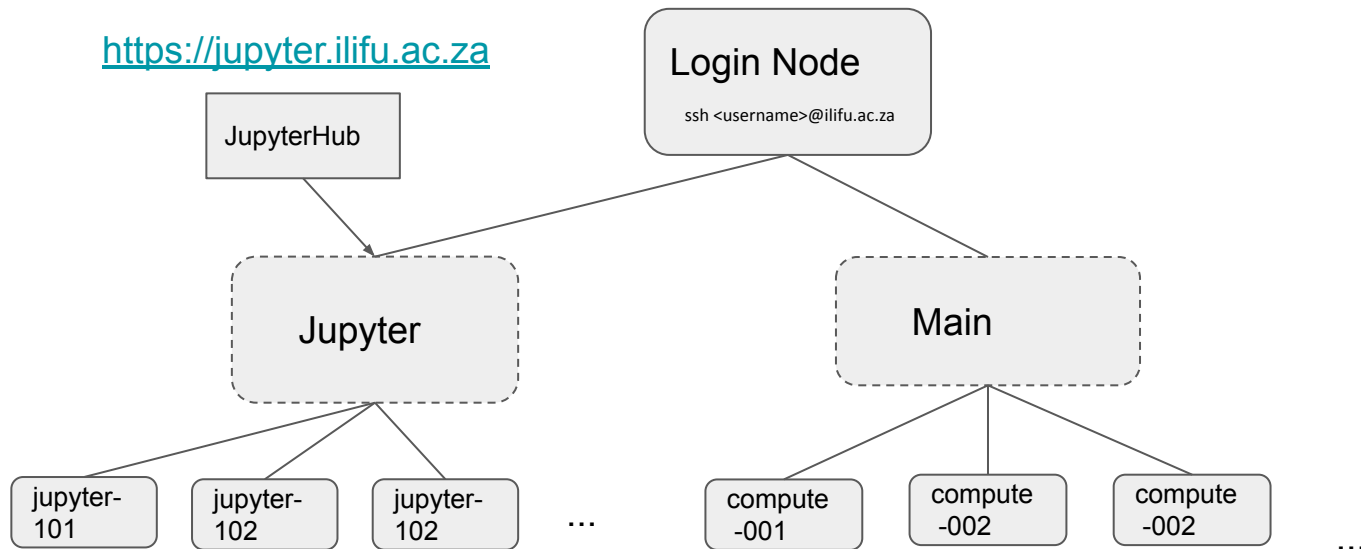 https://jupyter.ilifu.ac.za
Login Node
ssh <username>@ilifu.ac.za
JupyterHub
Jupyter
Main
jupyter-
101
jupyter-
102
jupyter-
102
...
compute
-001
compute
-002
compute
-002
...